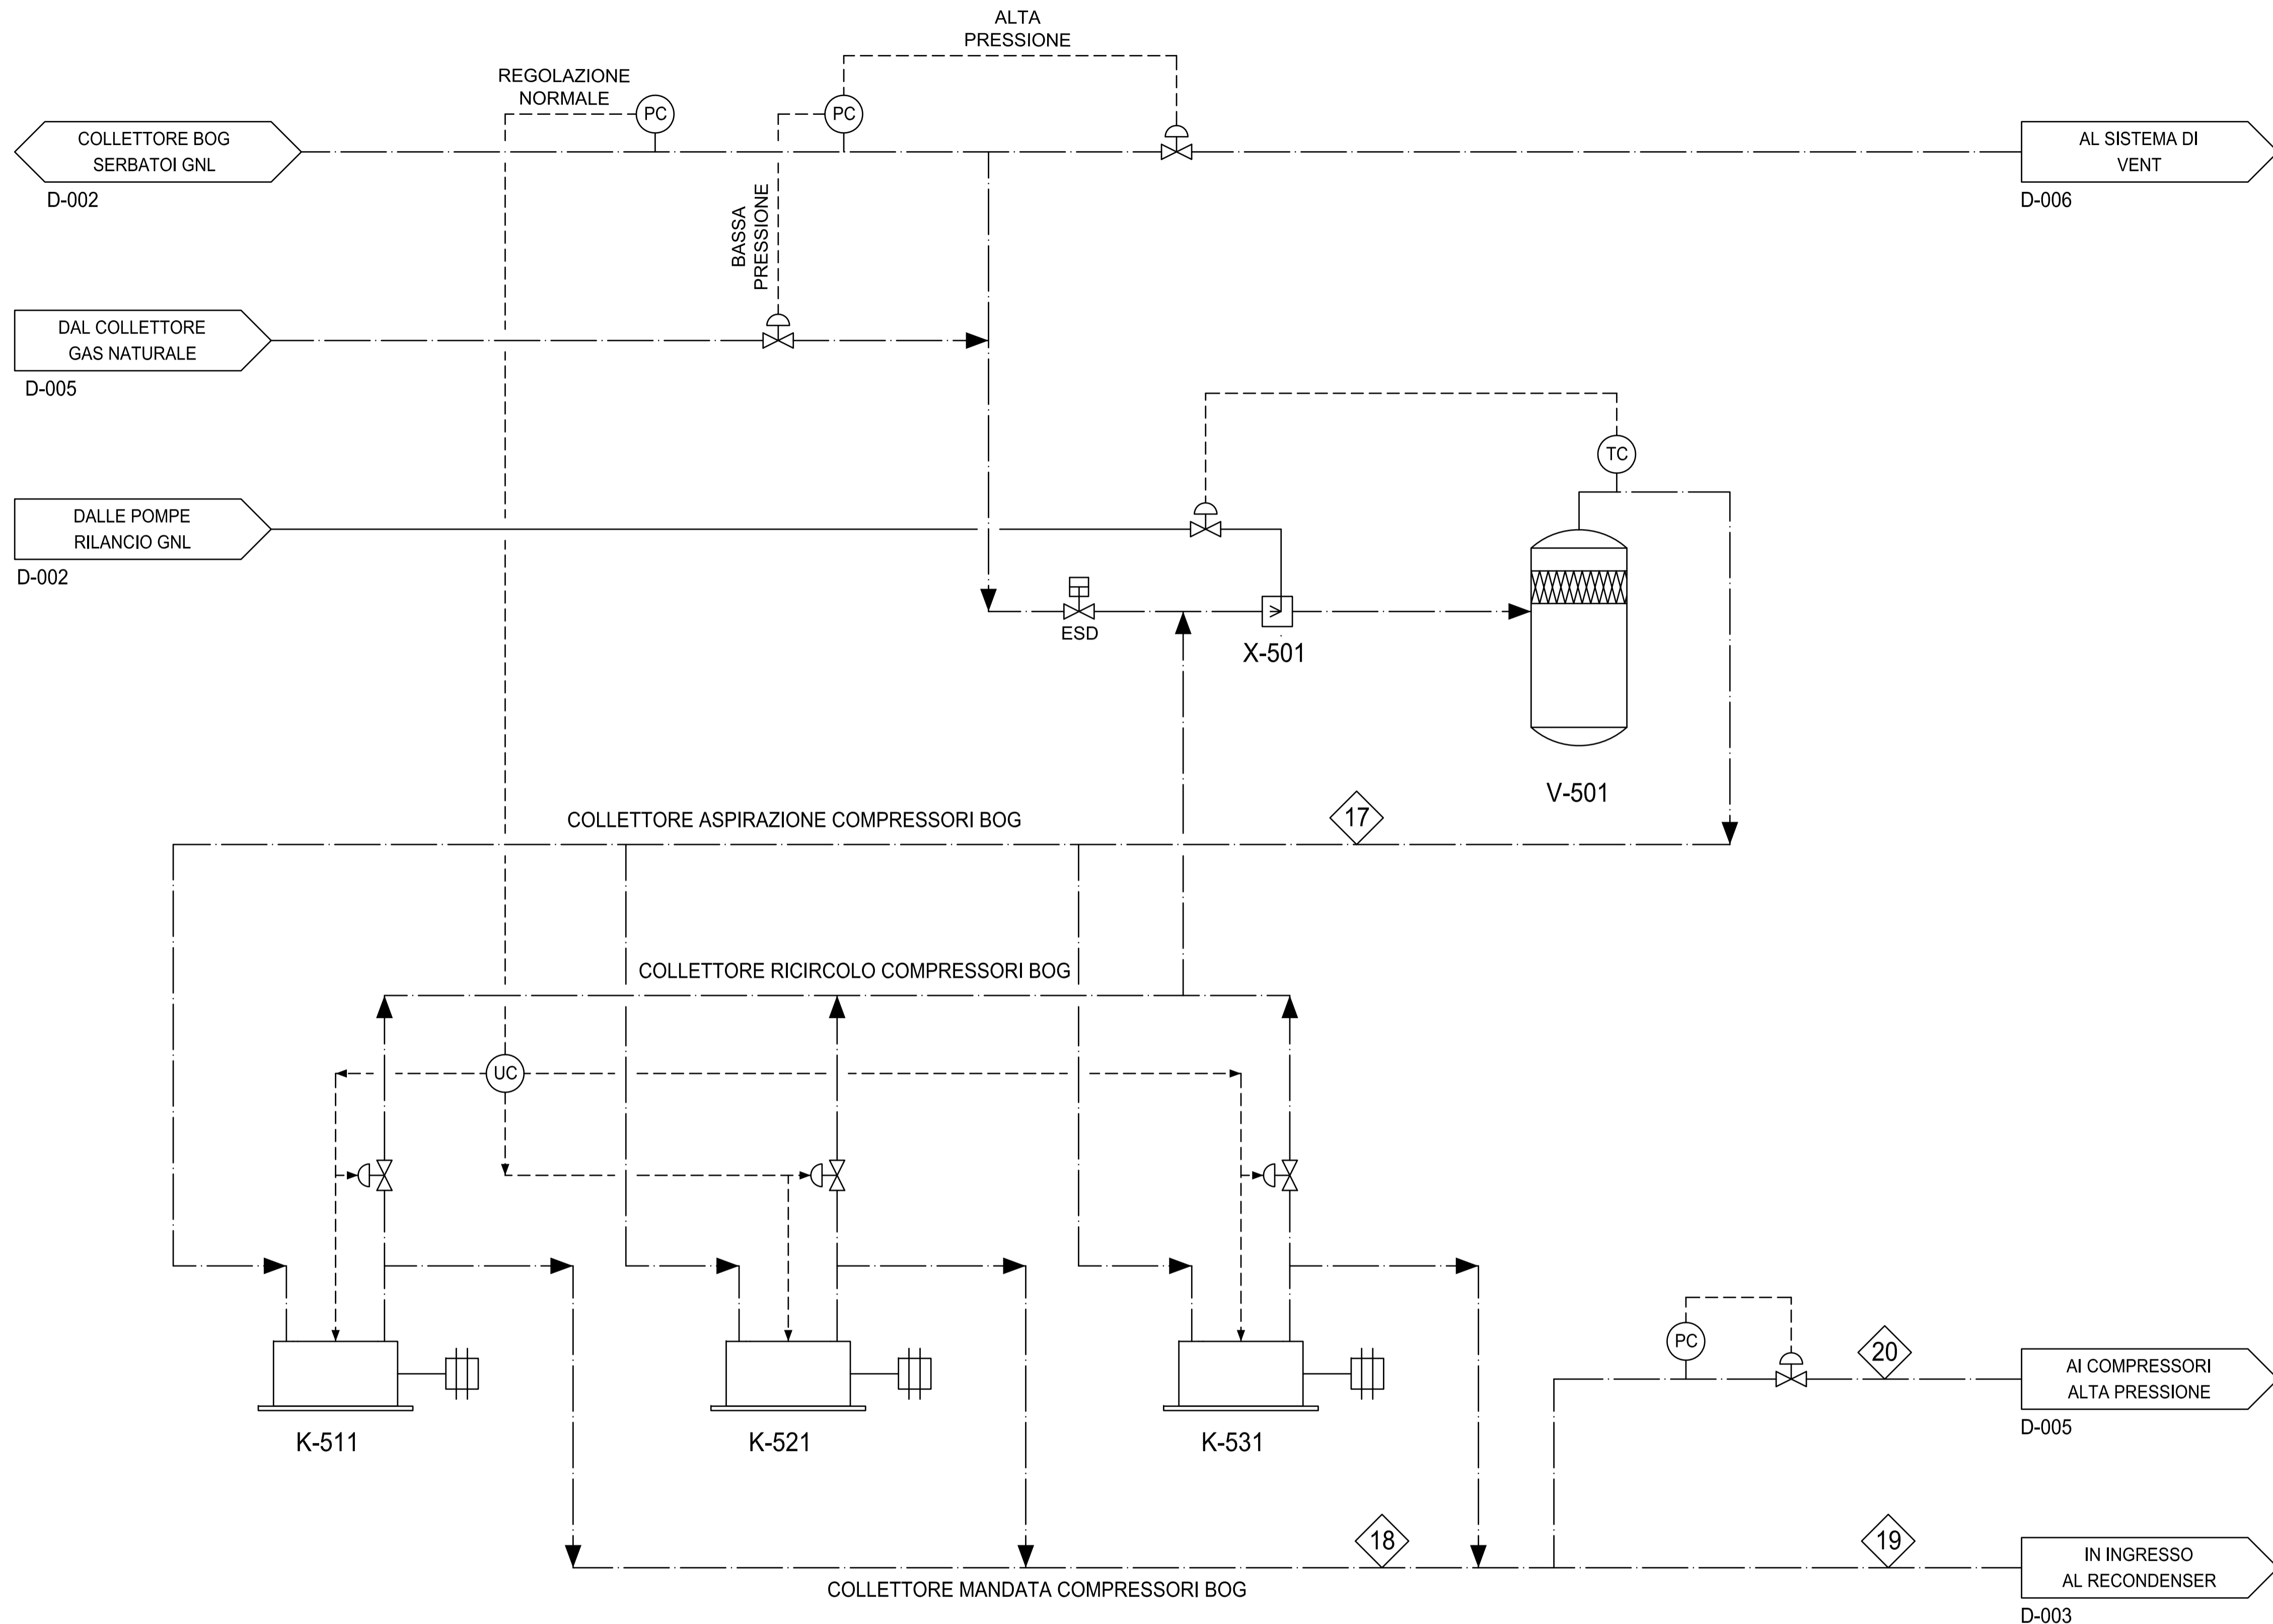 ALTA
PRESSIONE
REGOLAZIONE
NORMALE
PC
PC
COLLETTORE BOG
SERBATOI GNL
D-002
AL SISTEMA DI
VENT
D-006
BASSA
PRESSIONE
DAL COLLETTORE
GAS NATURALE
D-005
TC
DALLE POMPE
RILANCIO GNL
D-002
ESD
X-501
V-501
COLLETTORE ASPIRAZIONE COMPRESSORI BOG
17
COLLETTORE RICIRCOLO COMPRESSORI BOG
UC
PC
20
AI COMPRESSORI
ALTA PRESSIONE
D-005
K-511
K-521
K-531
18
19
IN INGRESSO
AL RECONDENSER
D-003
COLLETTORE MANDATA COMPRESSORI BOG